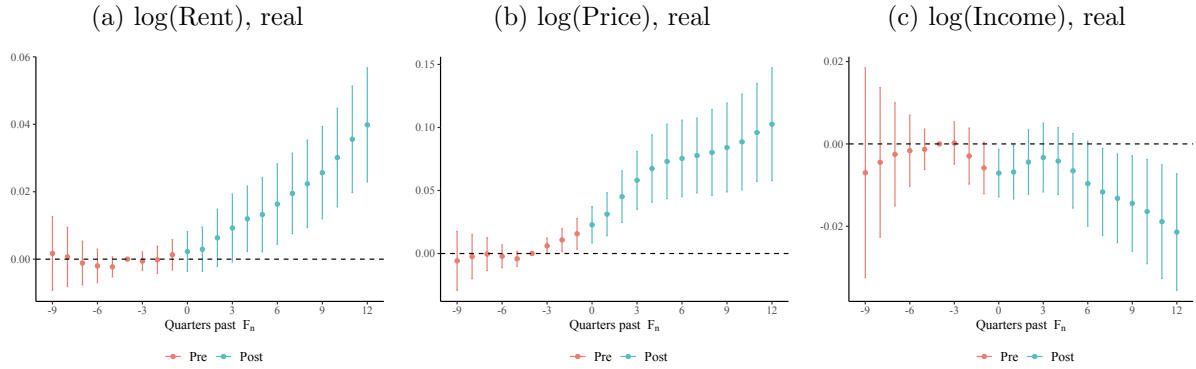 (a) log(Rent), real
0.06
0.04
0.02
0.00
-9 -6 -3 0 3 6 9 12
Quarters past F_n
Pre Post
(b) log(Price), real
0.15
0.10
0.05
0.00
-9 -6 -3 0 3 6 9 12
Quarters past F_n
Pre Post
(c) log(Income), real
0.02
0.00
-0.02
-9 -6 -3 0 3 6 9 12
Quarters past F_n
Pre Post